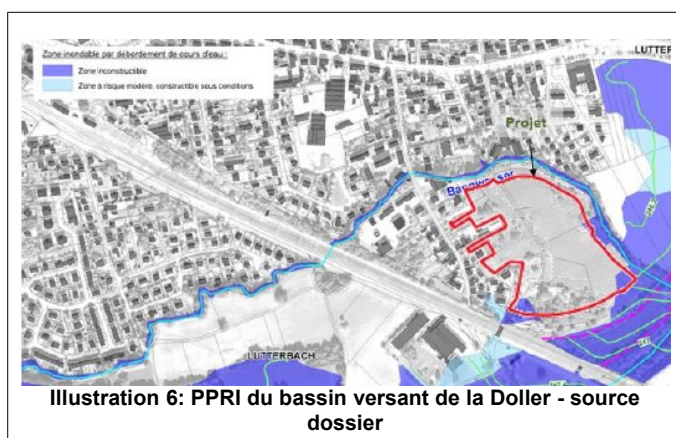 Zone inondable par débordement de cours d'eau :
Zone inconstructible
Zone à risque modéré, constructible sous conditions
LUTTER
Projet
LUTTERBACH
Illustration 6: PPRI du bassin versant de la Doller - source
dossier